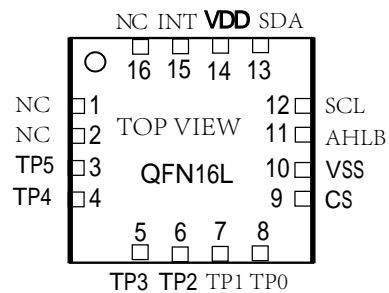 NC INT VDD SDA
16 15 14 13
NC 1 12 SCL
NC 2 TOP VIEW 11 AHLB
TP5 3 QFN16L 10 VSS
TP4 4 9 CS
5 6 7 8
TP3 TP2 TP1 TP0